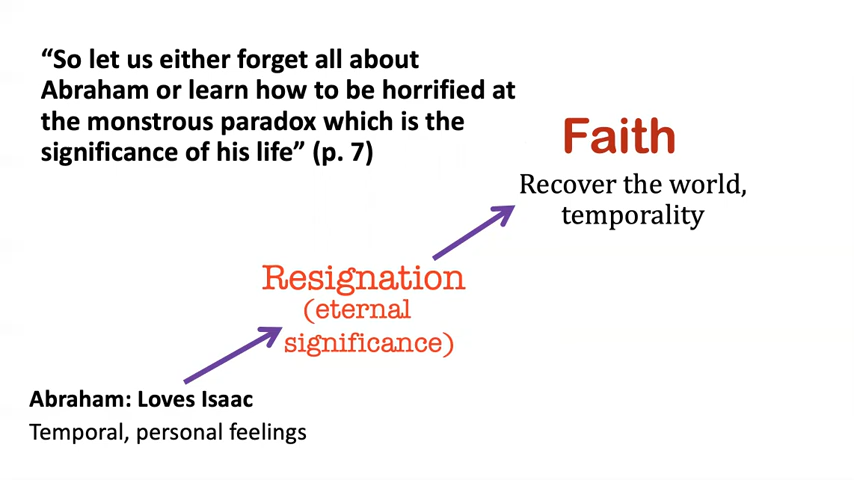 “So let us either forget all about
Abraham or learn how to be horrified at
the monstrous paradox which is the
significance of his life” (p. 7)
Faith
Recover the world,
temporality
Resignation
(eternal
significance)
Abraham: Loves Isaac
Temporal, personal feelings